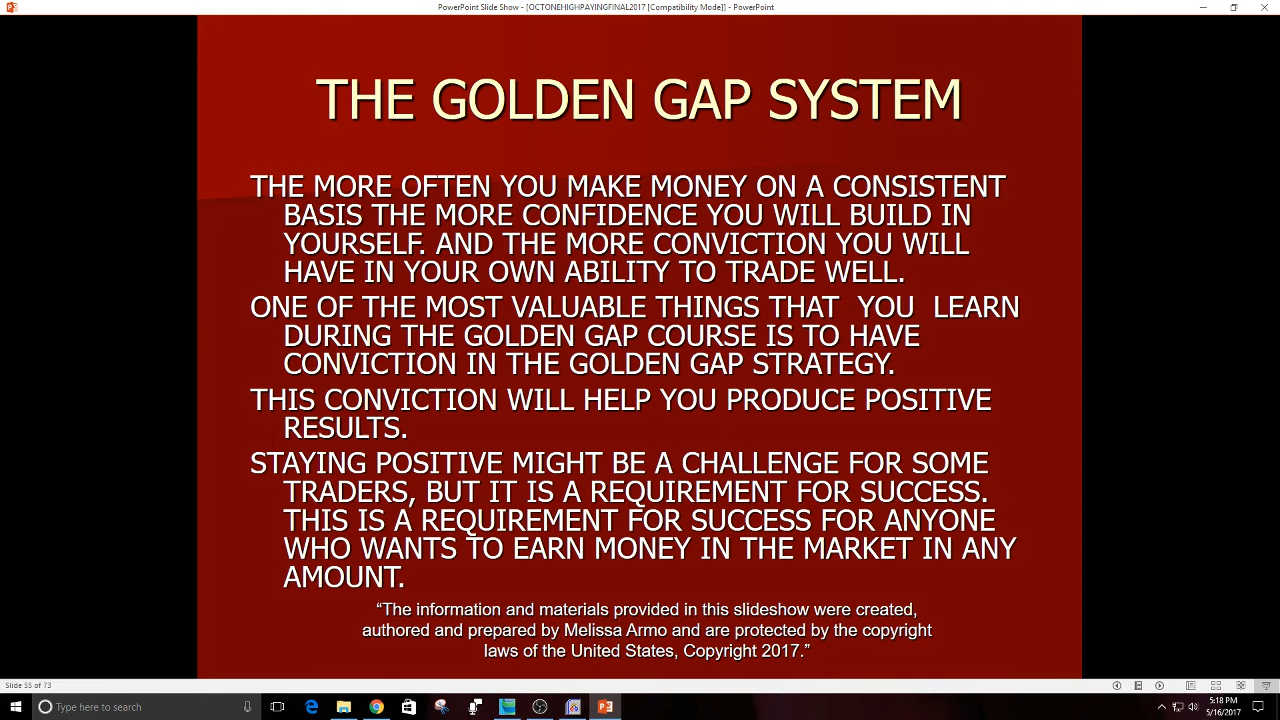 PowerPoint Slide Show - [OCTONEHIGHPAYINGFINAL2017 [Compatibility Mode]] - PowerPoint
THE GOLDEN GAP SYSTEM
THE MORE OFTEN YOU MAKE MONEY ON A CONSISTENT
BASIS THE MORE CONFIDENCE YOU WILL BUILD IN
YOURSELF. AND THE MORE CONVICTION YOU WILL
HAVE IN YOUR OWN ABILITY TO TRADE WELL.
ONE OF THE MOST VALUABLE THINGS THAT  YOU  LEARN
DURING THE GOLDEN GAP COURSE IS TO HAVE
CONVICTION IN THE GOLDEN GAP STRATEGY.
THIS CONVICTION WILL HELP YOU PRODUCE POSITIVE
RESULTS.
STAYING POSITIVE MIGHT BE A CHALLENGE FOR SOME
TRADERS, BUT IT IS A REQUIREMENT FOR SUCCESS.
THIS IS A REQUIREMENT FOR SUCCESS FOR ANYONE
WHO WANTS TO EARN MONEY IN THE MARKET IN ANY
AMOUNT.
“The information and materials provided in this slideshow were created,
authored and prepared by Melissa Armo and are protected by the copyright
laws of the United States, Copyright 2017.”
Slide 55 of 73
Type here to search
5:18 PM
5/16/2017